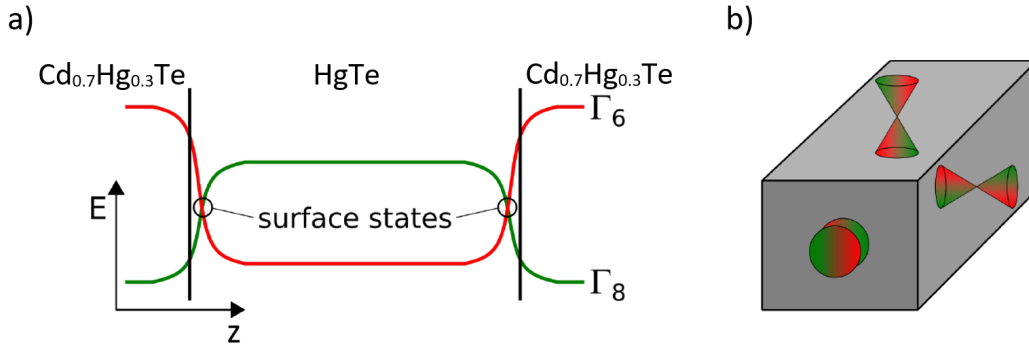 a)
b)
Cd₀.₇Hg₀.₃Te
HgTe
Cd₀.₇Hg₀.₃Te
Γ₆
E
surface states
Γ₈
z